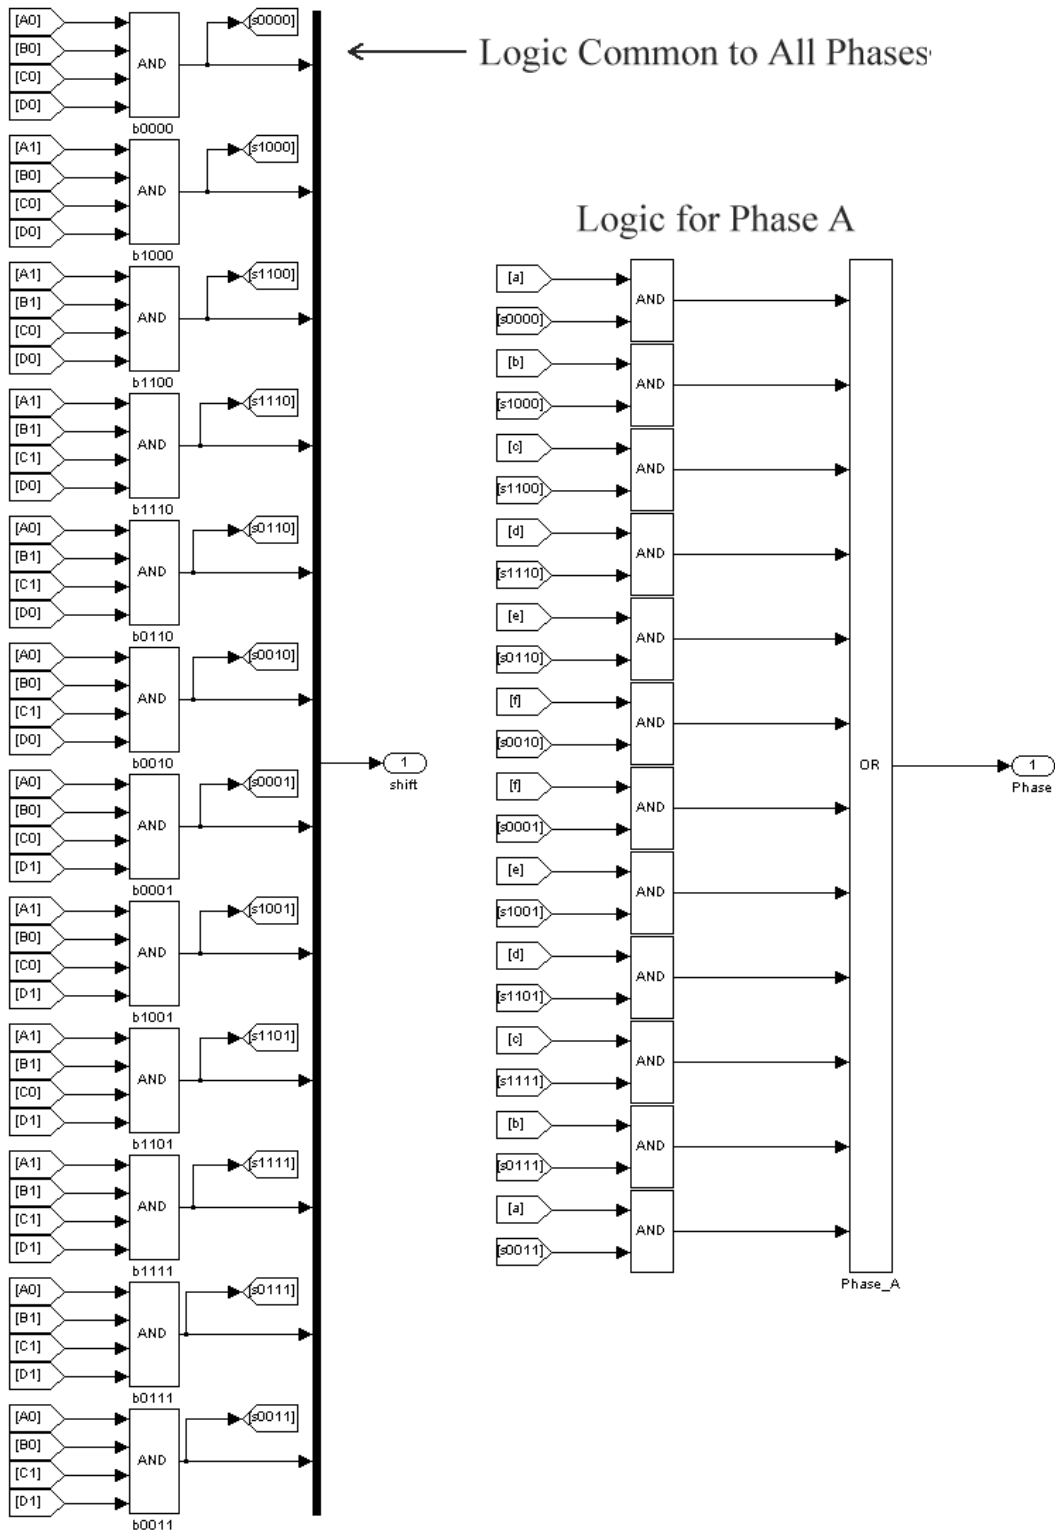 [A0]
[B0]
[C0]
[D0]
AND
b0000
[s0000]
Logic Common to All Phases
[A1]
[B0]
[C0]
[D0]
AND
b1000
[s1000]
[A1]
[B1]
[C0]
[D0]
AND
b1100
[s1100]
[A1]
[B1]
[C1]
[D0]
AND
b1110
[s1110]
[A0]
[B1]
[C1]
[D0]
AND
b0110
[s0110]
[A0]
[B0]
[C1]
[D0]
AND
b0010
[s0010]
[A0]
[B0]
[C0]
[D1]
AND
b0001
[s0001]
[A1]
[B0]
[C0]
[D1]
AND
b1001
[s1001]
[A1]
[B1]
[C0]
[D1]
AND
b1101
[s1101]
[A1]
[B1]
[C1]
[D1]
AND
b1111
[s1111]
[A0]
[B1]
[C1]
[D1]
AND
b0111
[s0111]
[A0]
[B0]
[C1]
[D1]
AND
b0011
[s0011]
1
shift
Logic for Phase A
[a]
[s0000]
AND
[b]
[s1000]
AND
[c]
[s1100]
AND
[d]
[s1110]
AND
[e]
[s0110]
AND
[f]
[s0010]
AND
[f]
[s0001]
AND
[e]
[s1001]
AND
[d]
[s1101]
AND
[c]
[s1111]
AND
[b]
[s0111]
AND
[a]
[s0011]
AND
OR
Phase_A
1
Phase